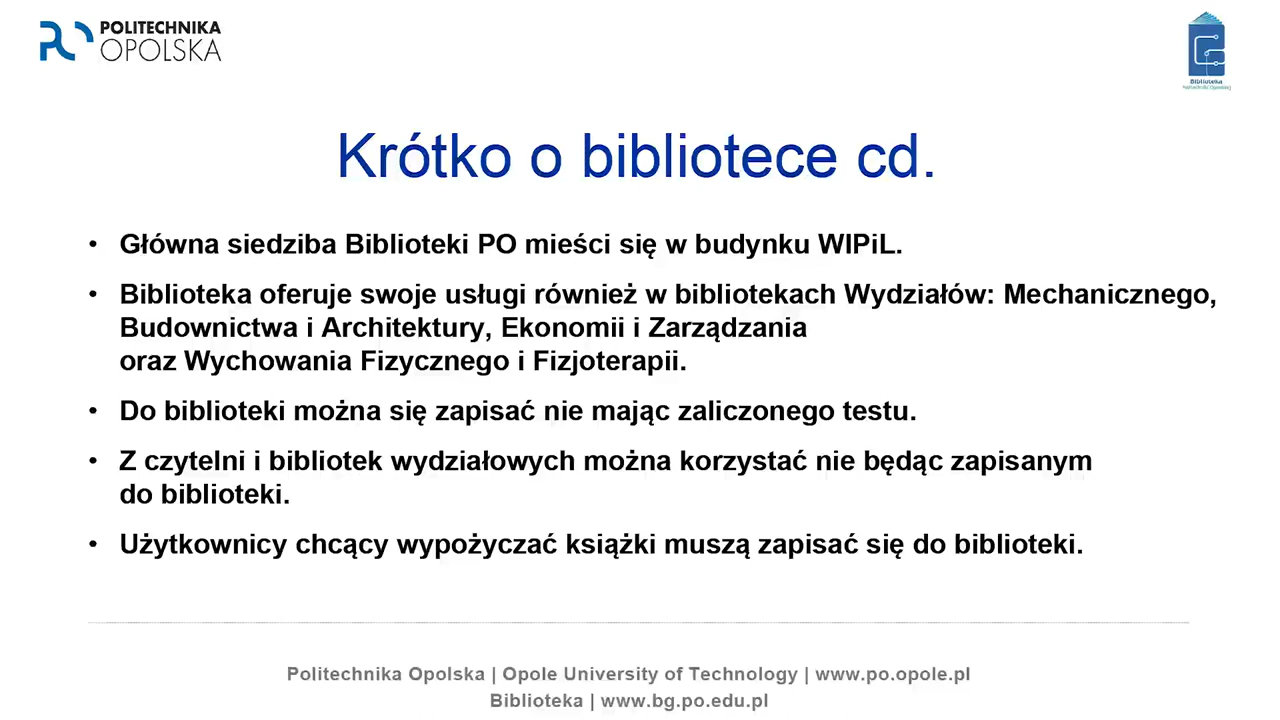 POLITECHNIKA
OPOLSKA
Biblioteka
Politechniki Opolskiej
Krótko o bibliotece cd.
• Główna siedziba Biblioteki PO mieści się w budynku WIPiL.
• Biblioteka oferuje swoje usługi również w bibliotekach Wydziałów: Mechanicznego,
Budownictwa i Architektury, Ekonomii i Zarządzania
oraz Wychowania Fizycznego i Fizjoterapii.
• Do biblioteki można się zapisać nie mając zaliczonego testu.
• Z czytelni i bibliotek wydziałowych można korzystać nie będąc zapisanym
do biblioteki.
• Użytkownicy chcący wypożyczać książki muszą zapisać się do biblioteki.
Politechnika Opolska | Opole University of Technology | www.po.opole.pl
Biblioteka | www.bg.po.edu.pl